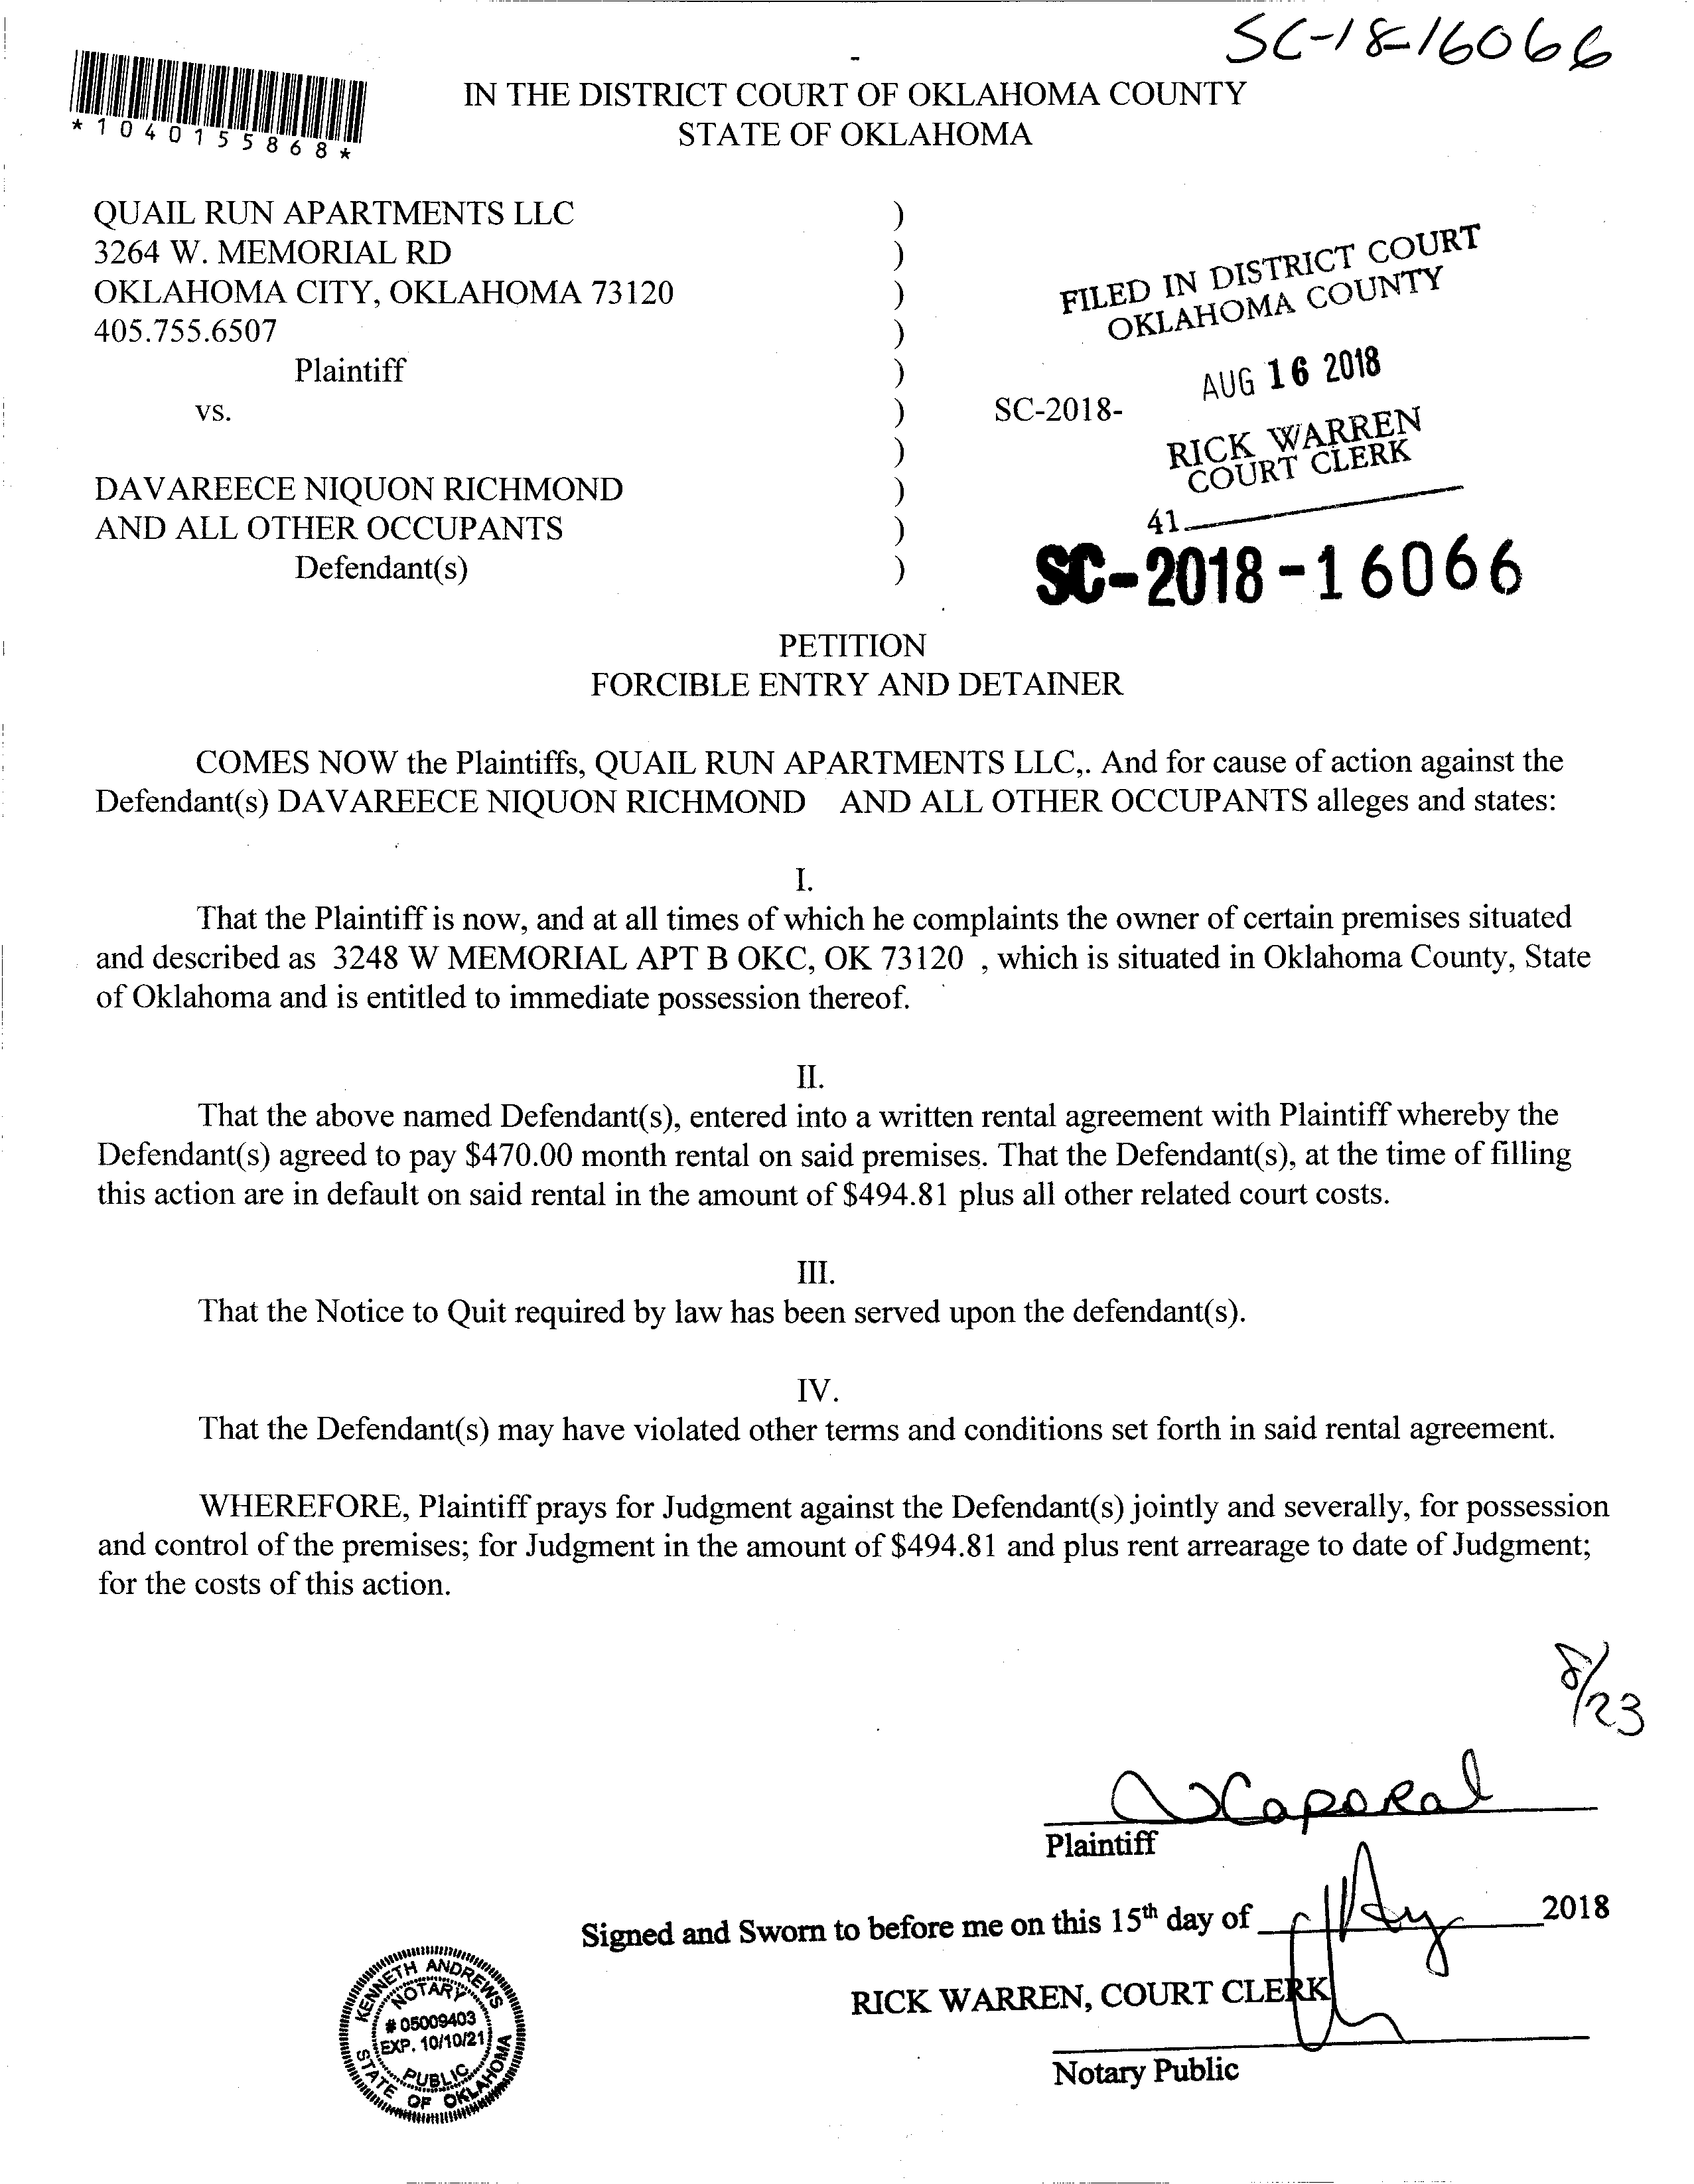 SC-18-16066
*1040155868*
IN THE DISTRICT COURT OF OKLAHOMA COUNTY
STATE OF OKLAHOMA
QUAIL RUN APARTMENTS LLC )
3264 W. MEMORIAL RD )
OKLAHOMA CITY, OKLAHOMA 73120 )
405.755.6507 )
Plaintiff )
vs. ) SC-2018-
)
DAVAREECE NIQUON RICHMOND )
AND ALL OTHER OCCUPANTS )
Defendant(s) )
FILED IN DISTRICT COURT
OKLAHOMA COUNTY
AUG 16 2018
RICK WARREN
COURT CLERK
41
SC-2018-16066
PETITION
FORCIBLE ENTRY AND DETAINER
COMES NOW the Plaintiffs, QUAIL RUN APARTMENTS LLC,. And for cause of action against the
Defendant(s) DAVAREECE NIQUON RICHMOND AND ALL OTHER OCCUPANTS alleges and states:
I.
That the Plaintiff is now, and at all times of which he complaints the owner of certain premises situated
and described as 3248 W MEMORIAL APT B OKC, OK 73120 , which is situated in Oklahoma County, State
of Oklahoma and is entitled to immediate possession thereof.
II.
That the above named Defendant(s), entered into a written rental agreement with Plaintiff whereby the
Defendant(s) agreed to pay $470.00 month rental on said premises. That the Defendant(s), at the time of filling
this action are in default on said rental in the amount of $494.81 plus all other related court costs.
III.
That the Notice to Quit required by law has been served upon the defendant(s).
IV.
That the Defendant(s) may have violated other terms and conditions set forth in said rental agreement.
WHEREFORE, Plaintiff prays for Judgment against the Defendant(s) jointly and severally, for possession
and control of the premises; for Judgment in the amount of $494.81 and plus rent arrearage to date of Judgment;
for the costs of this action.
8/23
Caporal
Plaintiff
Signed and Sworn to before me on this 15th day of 2018
RICK WARREN, COURT CLERK
Notary Public
KENNETH ANDREWS
NOTARY
# 05009403
EXP. 10/10/21
PUBLIC
STATE OF OKLAHOMA